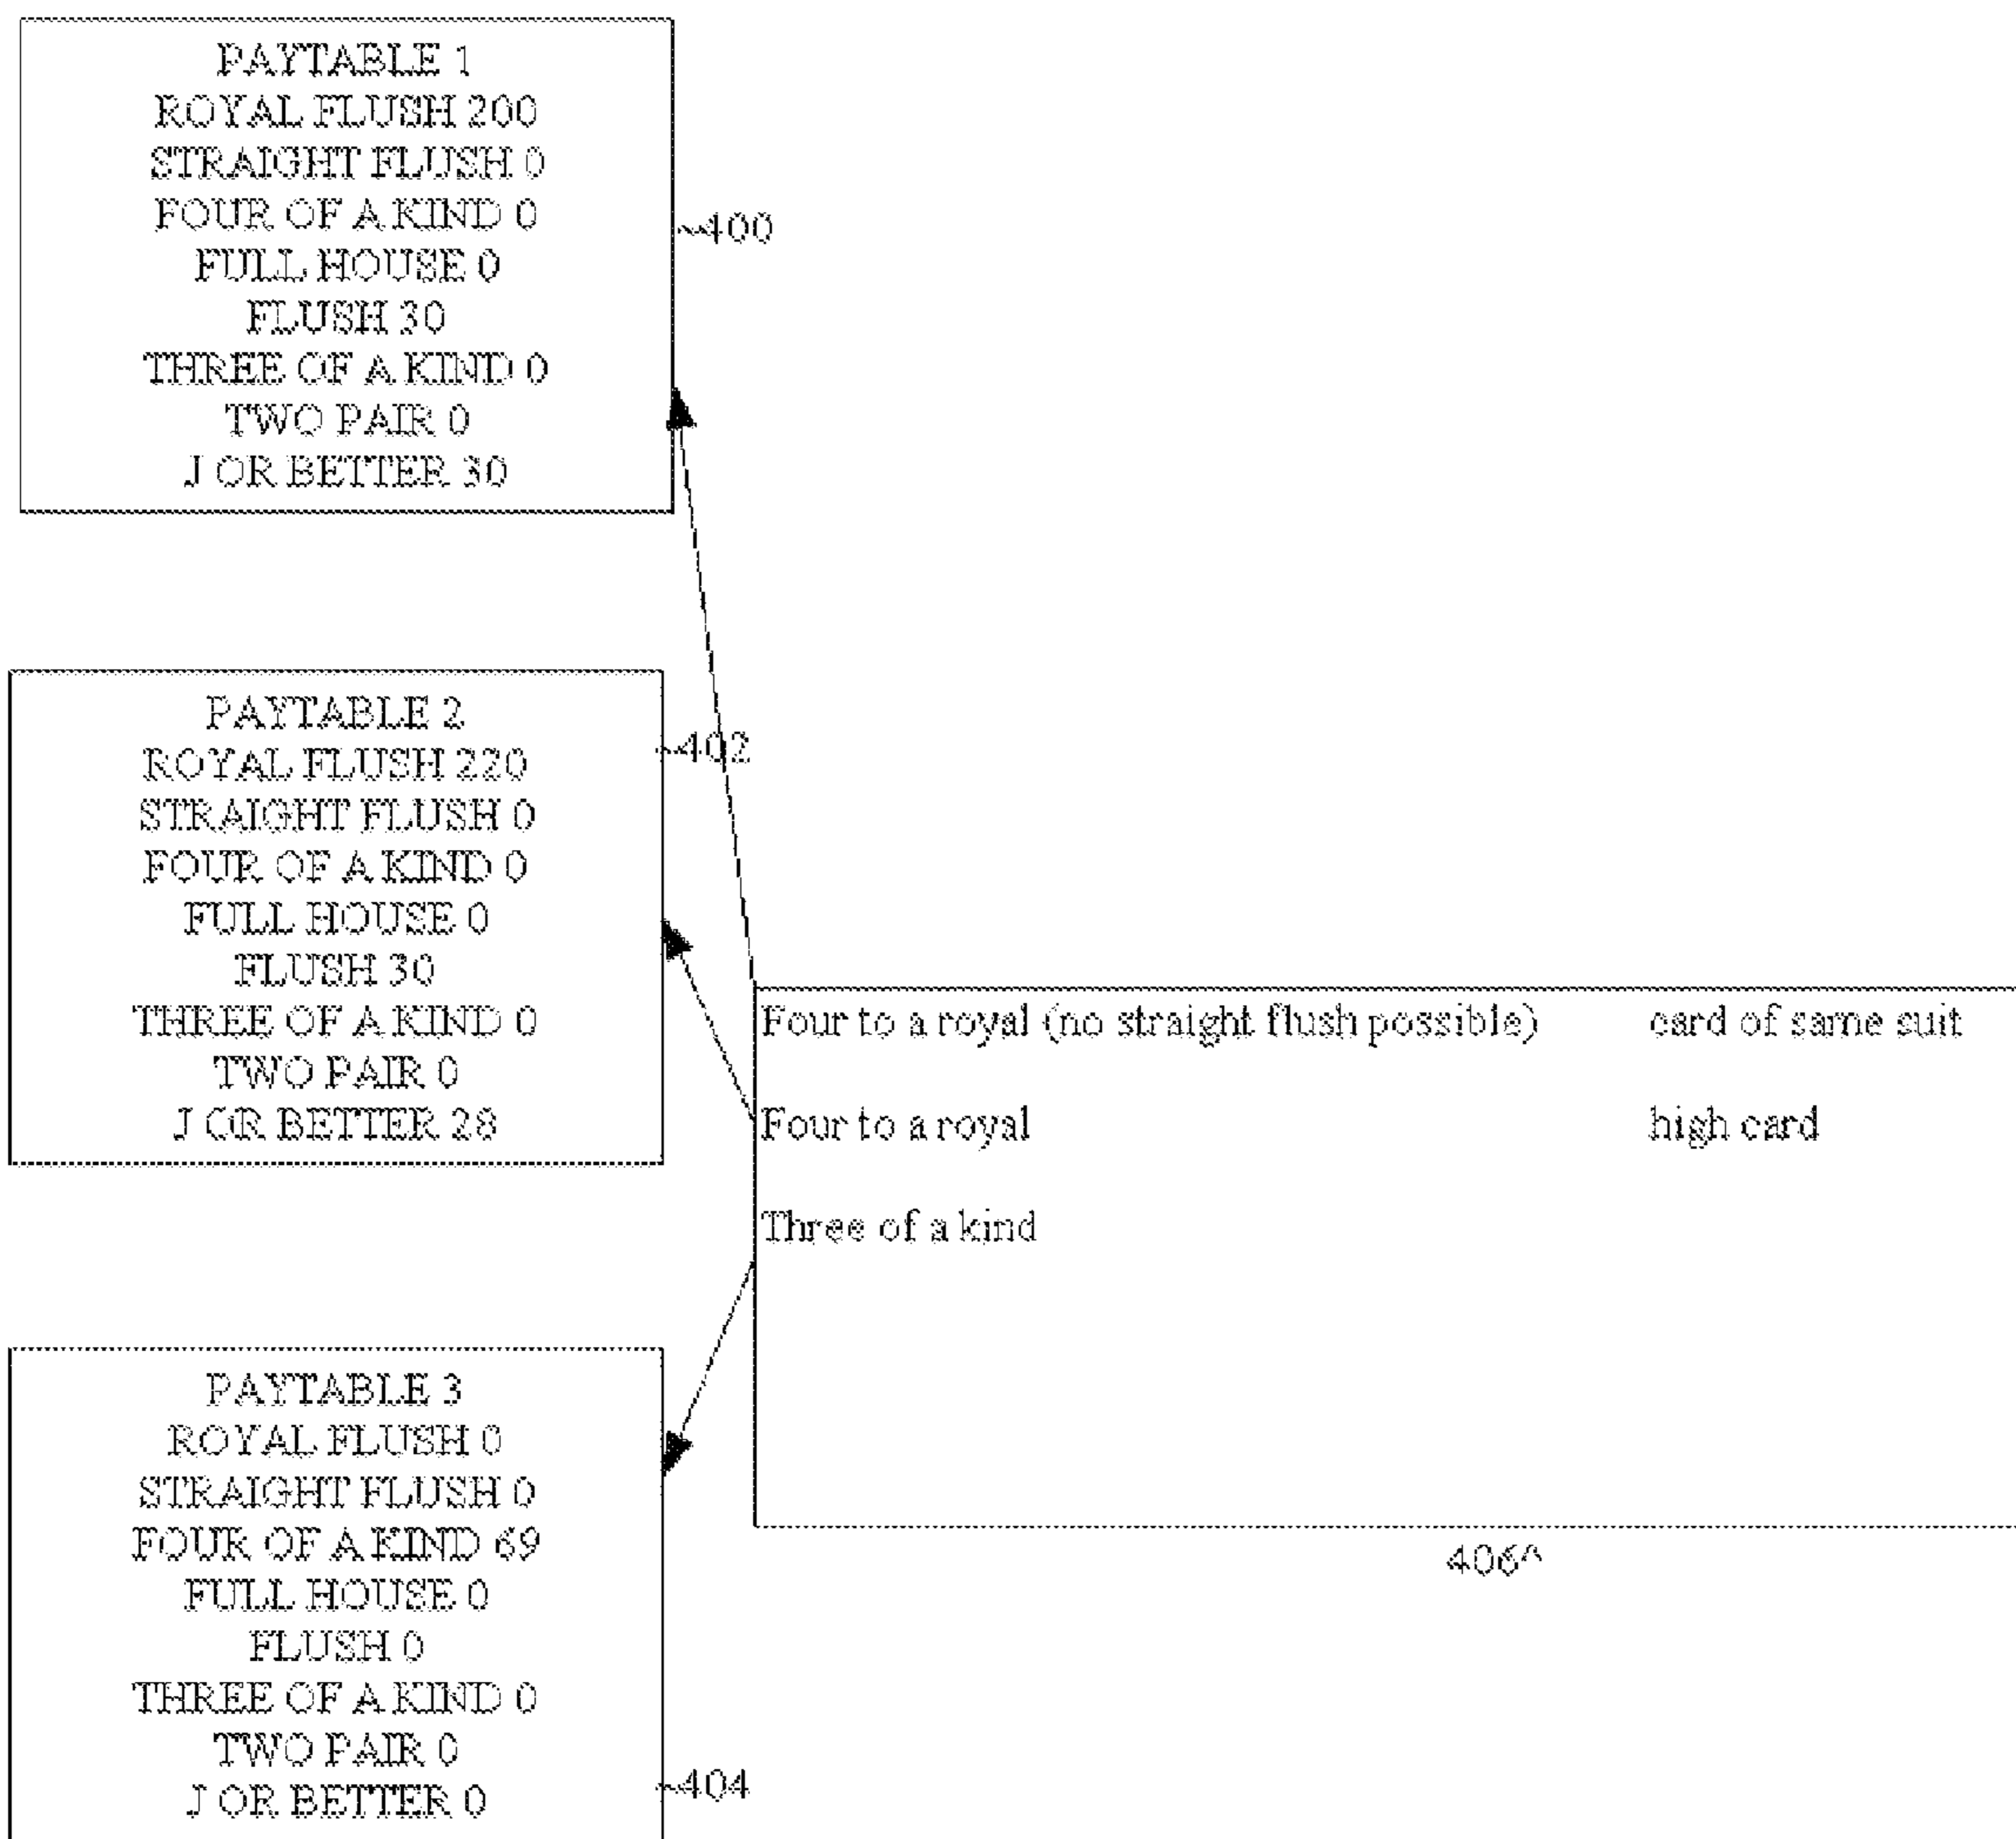 PAYTABLE 1
ROYAL FLUSH 200
STRAIGHT FLUSH 0
FOUR OF A KIND 0
FULL HOUSE 0
FLUSH 30
THREE OF A KIND 0
TWO PAIR 0
J OR BETTER 30
~400
PAYTABLE 2
ROYAL FLUSH 220
STRAIGHT FLUSH 0
FOUR OF A KIND 0
FULL HOUSE 0
FLUSH 30
THREE OF A KIND 0
TWO PAIR 0
J OR BETTER 28
~402
Four to a royal (no straight flush possible) card of same suit
Four to a royal high card
Three of a kind
406^
PAYTABLE 3
ROYAL FLUSH 0
STRAIGHT FLUSH 0
FOUR OF A KIND 69
FULL HOUSE 0
FLUSH 0
THREE OF A KIND 0
TWO PAIR 0
J OR BETTER 0
~404